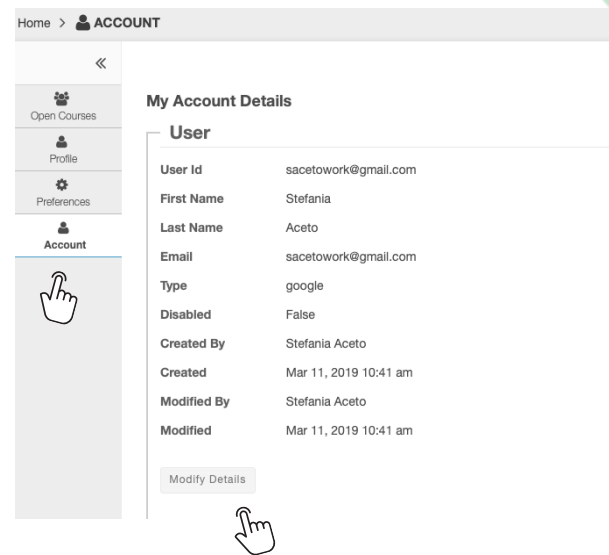 Home > ACCOUNT
«
Open Courses
Profile
Preferences
Account
My Account Details
User
User Id sacetowork@gmail.com
First Name Stefania
Last Name Aceto
Email sacetowork@gmail.com
Type google
Disabled False
Created By Stefania Aceto
Created Mar 11, 2019 10:41 am
Modified By Stefania Aceto
Modified Mar 11, 2019 10:41 am
Modify Details